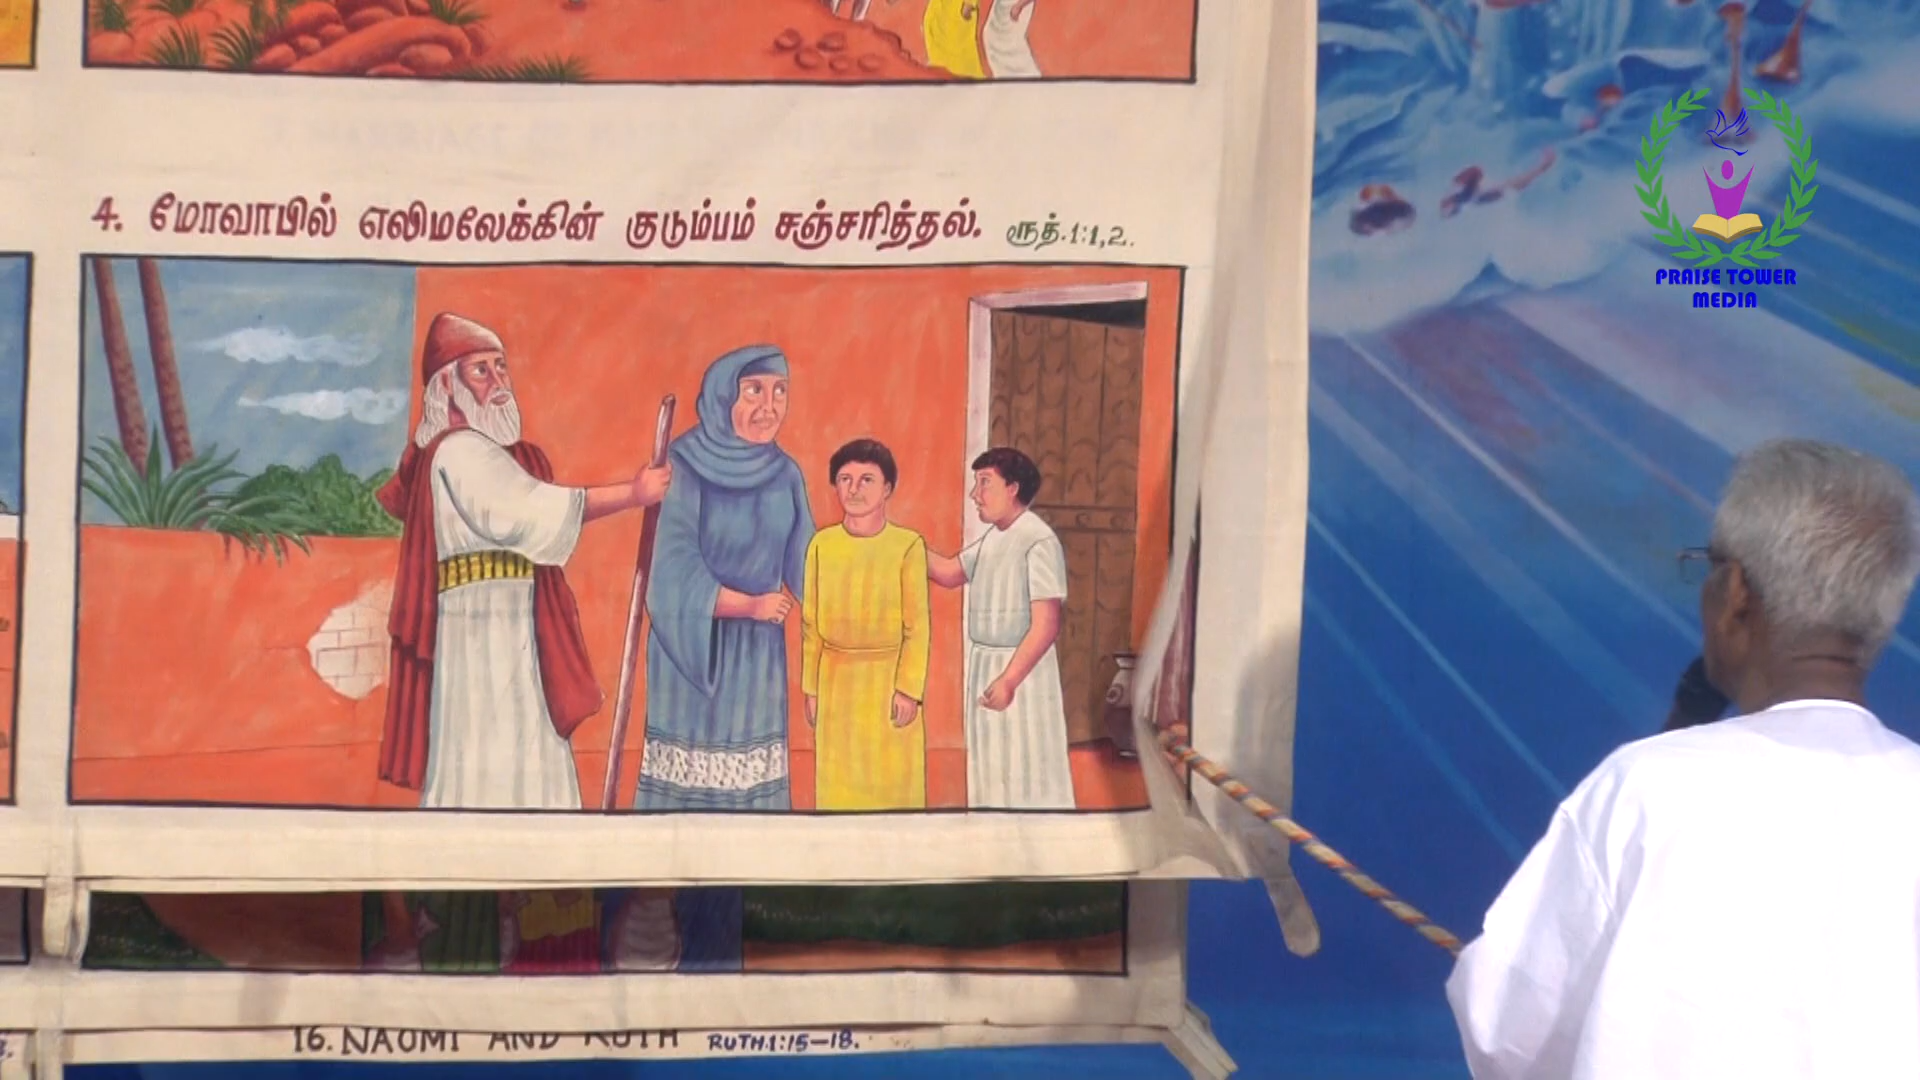 4. மோவாபில் எலிமலேக்கின் குடும்பம் சஞ்சரித்தல். ரூத்.1:1,2.
PRAISE TOWER
MEDIA
16. NAOMI AND RUTH RUTH.1:15-18.